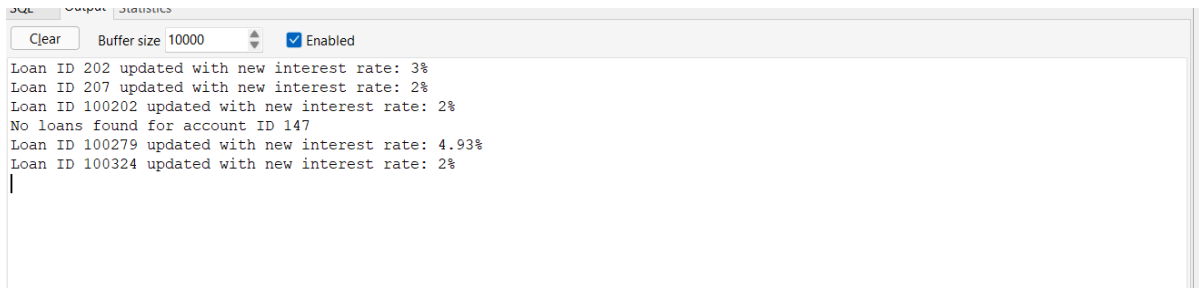 SQL Output Statistics
Clear Buffer size 10000 Enabled
Loan ID 202 updated with new interest rate: 3%
Loan ID 207 updated with new interest rate: 2%
Loan ID 100202 updated with new interest rate: 2%
No loans found for account ID 147
Loan ID 100279 updated with new interest rate: 4.93%
Loan ID 100324 updated with new interest rate: 2%